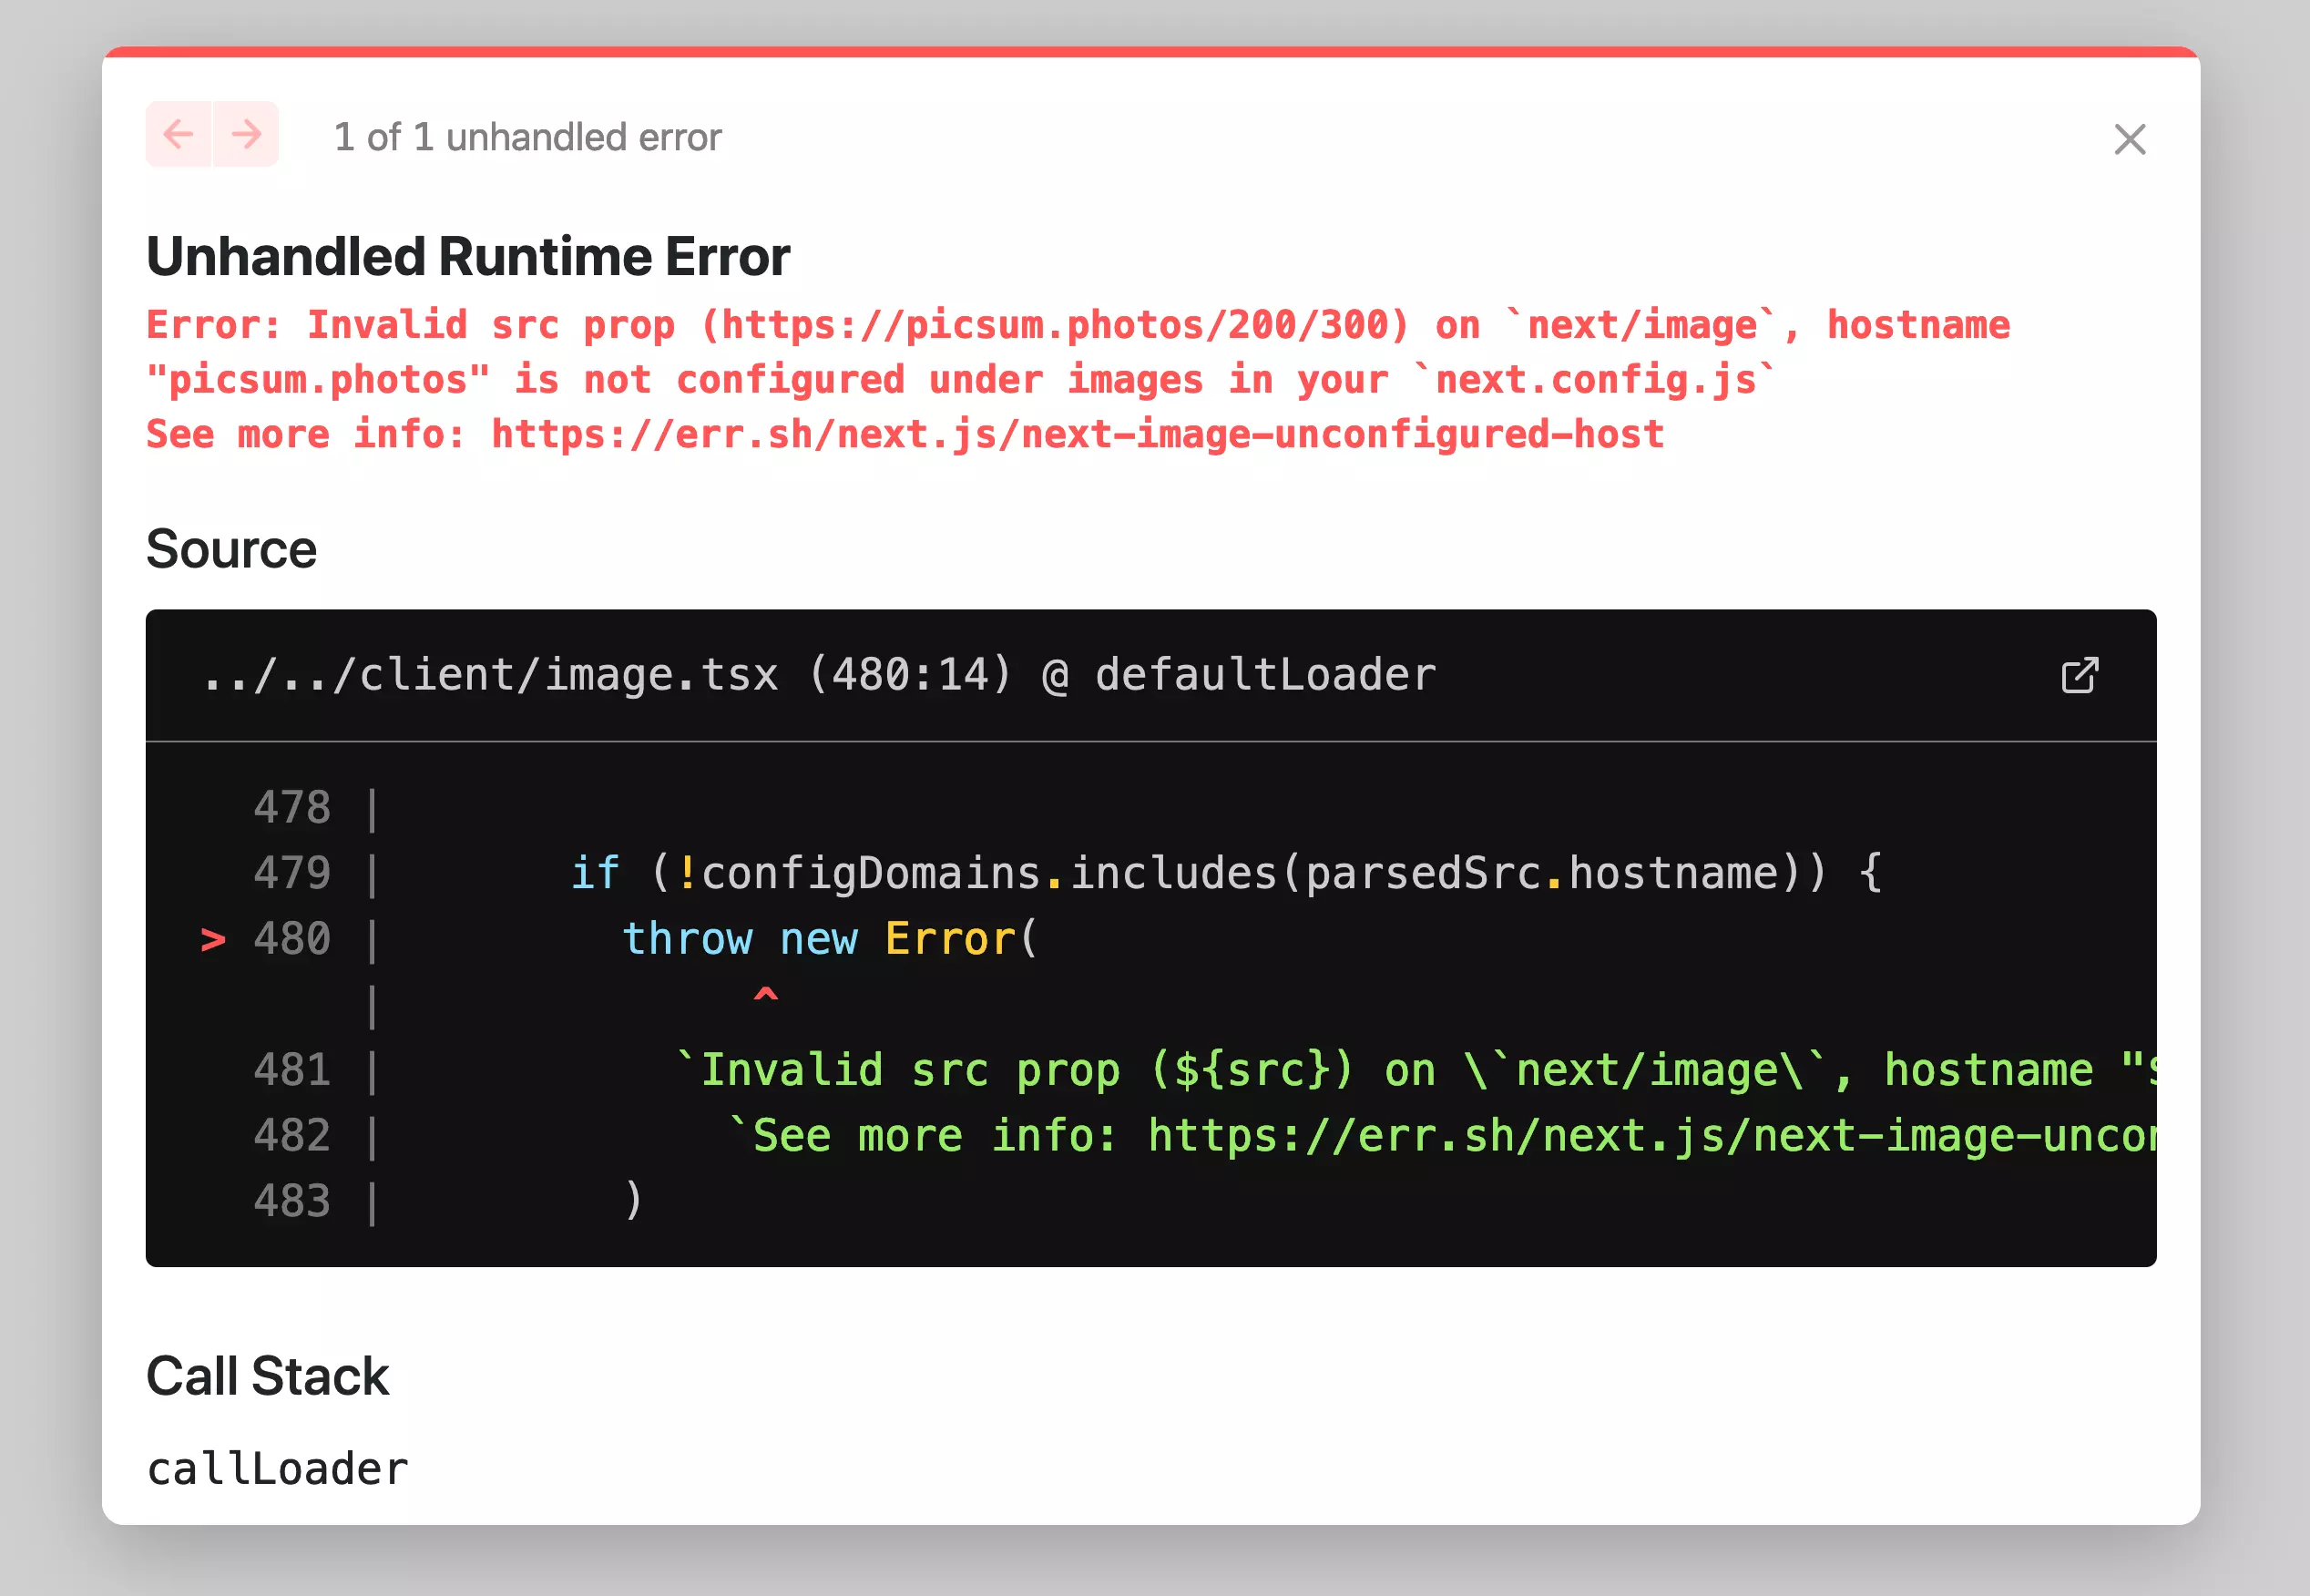 1 of 1 unhandled error
Unhandled Runtime Error
Error: Invalid src prop (https://picsum.photos/200/300) on `next/image`, hostname
"picsum.photos" is not configured under images in your `next.config.js`
See more info: https://err.sh/next.js/next-image-unconfigured-host
Source
../../client/image.tsx (480:14) @ defaultLoader
478 |
479 | if (!configDomains.includes(parsedSrc.hostname)) {
> 480 | throw new Error(
| ^
481 | `Invalid src prop (${src}) on \`next/image\`, hostname "$
482 | `See more info: https://err.sh/next.js/next-image-uncon
483 | )
Call Stack
callLoader